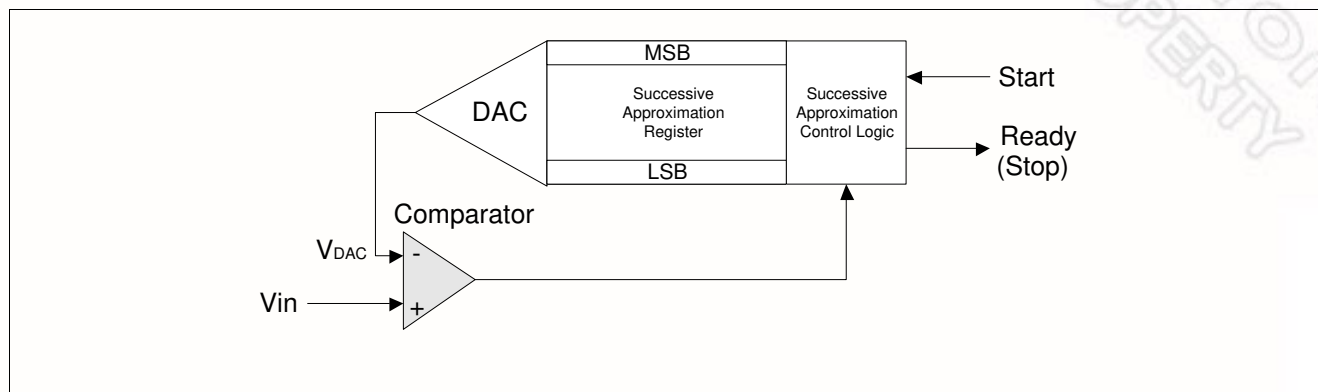 MSB
DAC
Successive
Approximation
Register
LSB
Successive
Approximation
Control Logic
Start
Ready
(Stop)
Comparator
VDAC
-
Vin
+